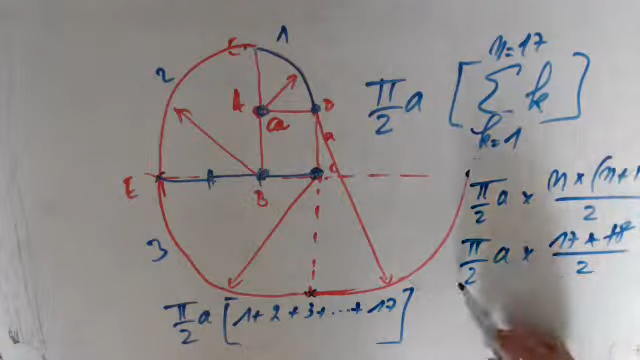 1
n=17
2
A
D
a
a
π/2 a [ Σ k ]
k=1
E
B
C
π/2 a × n×(n+1
2
3
π/2 a × 17×18
2
π/2 a [1+2+3+...+17]